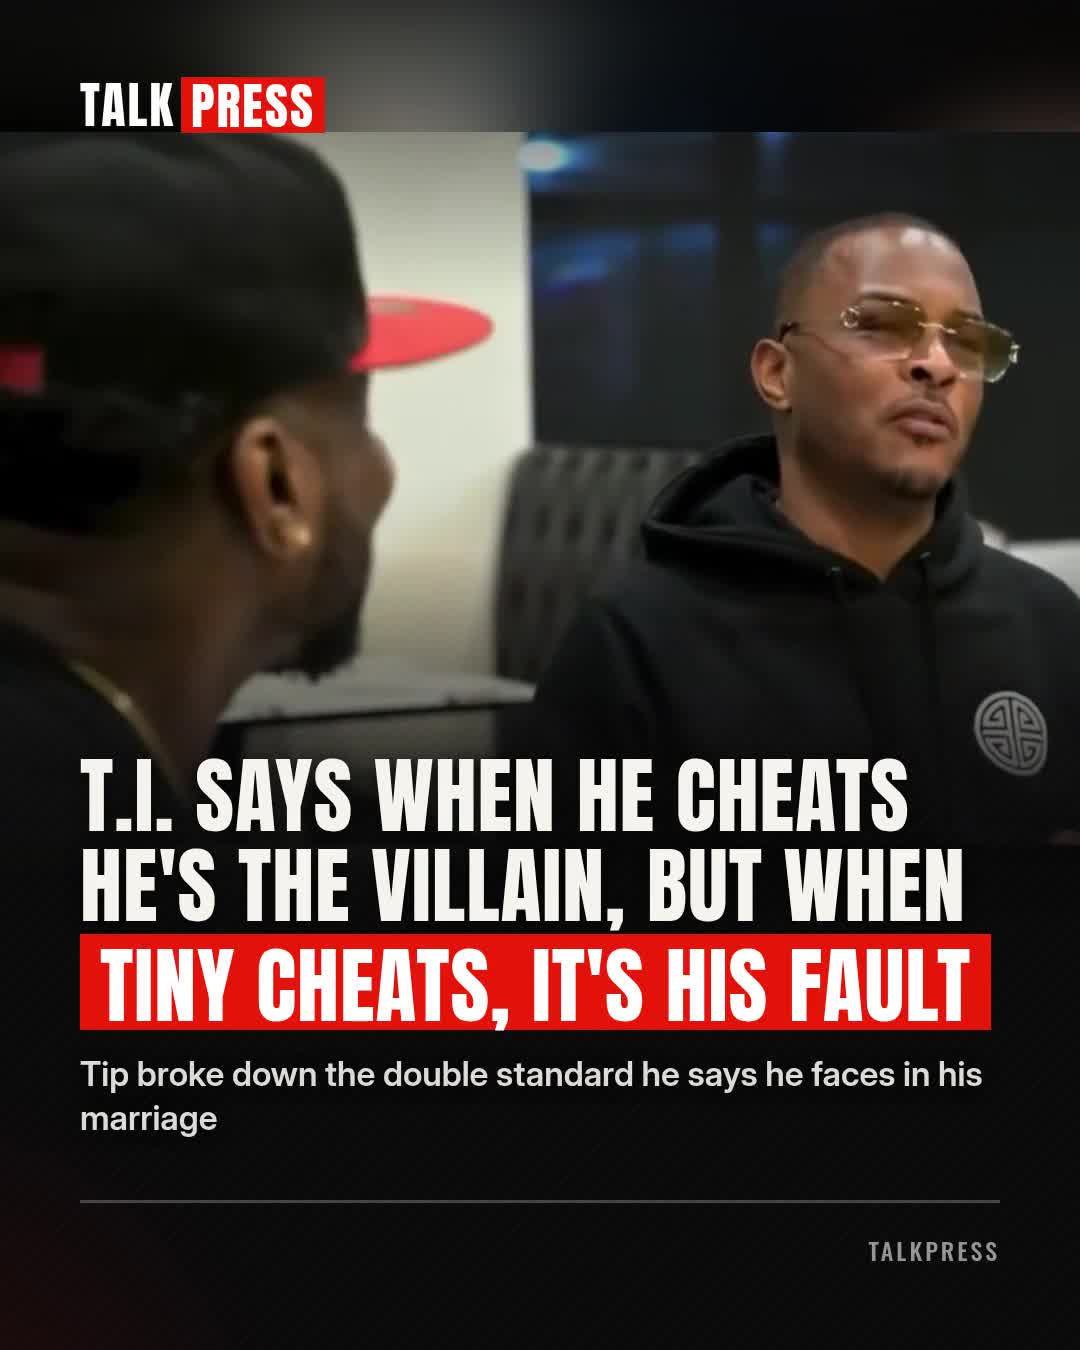 TALK PRESS
T.I. SAYS WHEN HE CHEATS
HE'S THE VILLAIN, BUT WHEN
TINY CHEATS, IT'S HIS FAULT
Tip broke down the double standard he says he faces in his
marriage
TALKPRESS